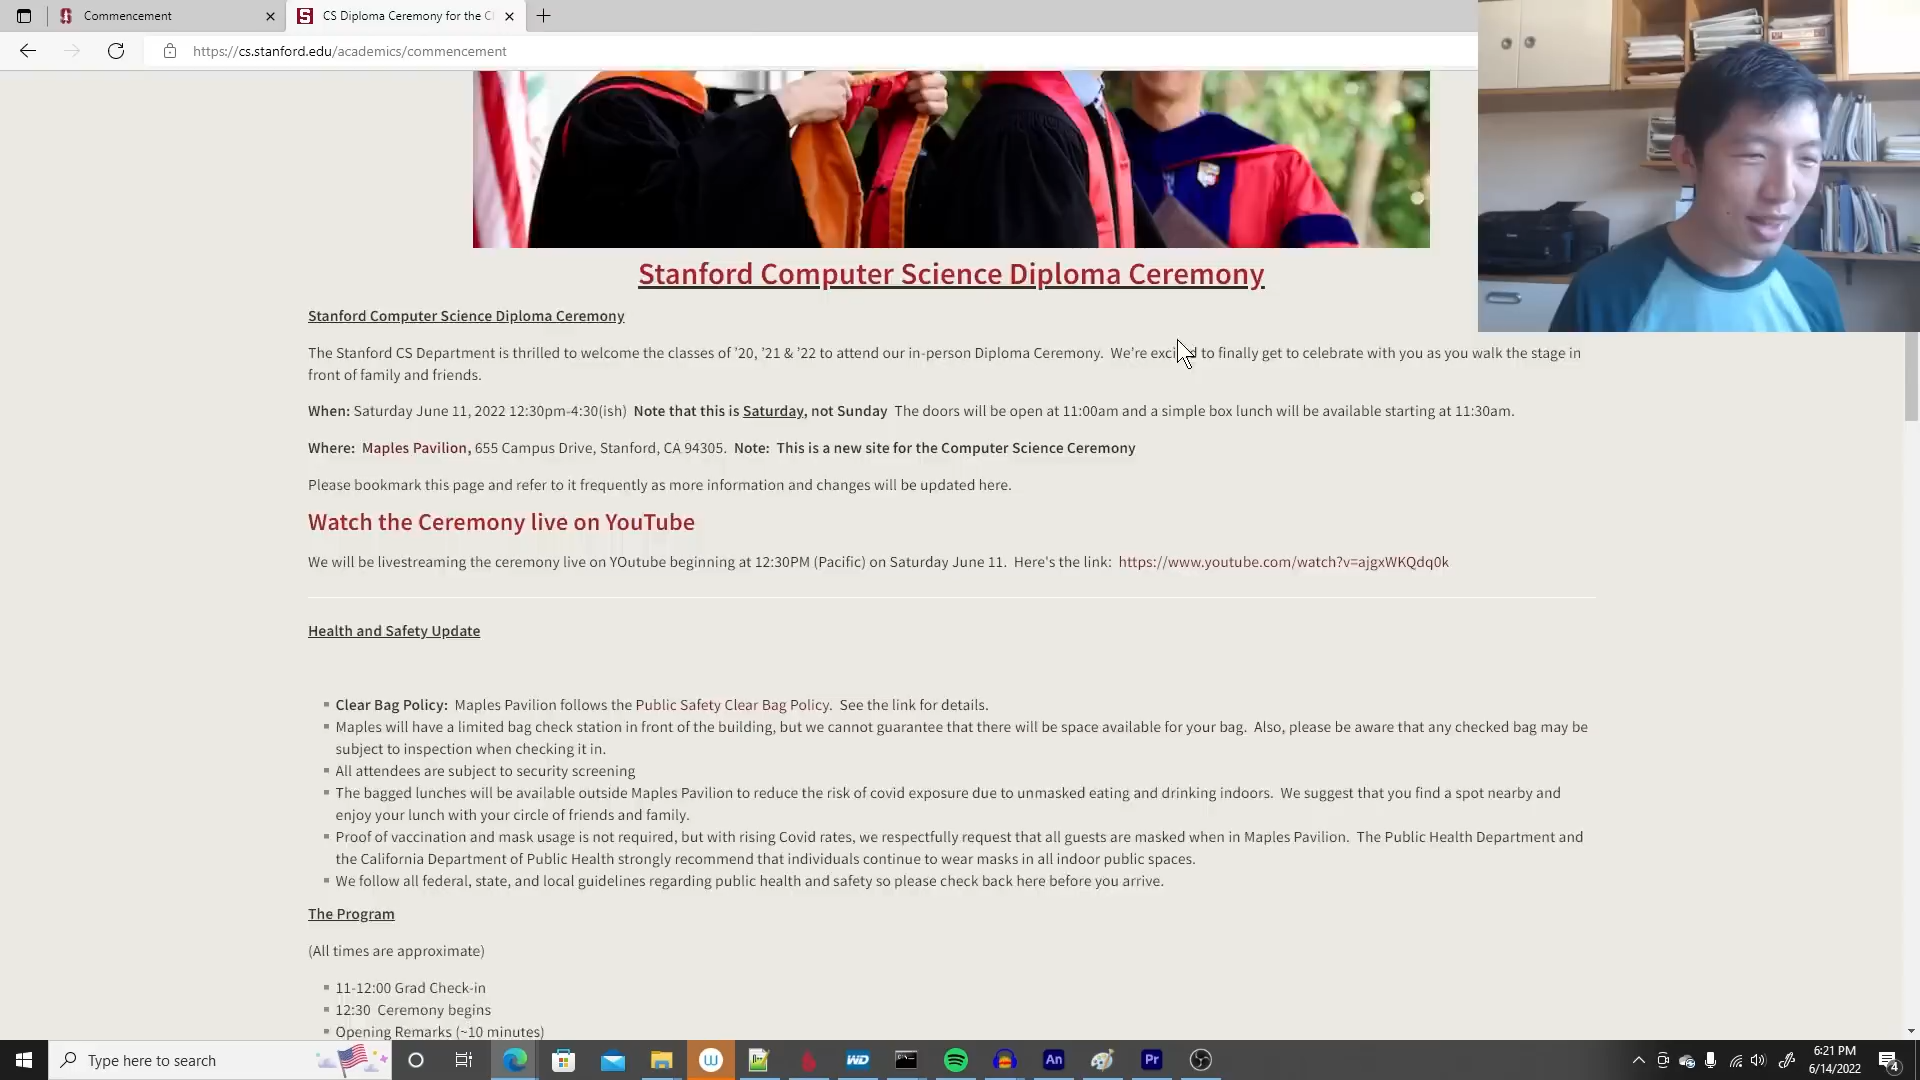 Commencement
CS Diploma Ceremony for the C
https://cs.stanford.edu/academics/commencement
Stanford Computer Science Diploma Ceremony
Stanford Computer Science Diploma Ceremony
The Stanford CS Department is thrilled to welcome the classes of '20, '21 & '22 to attend our in-person Diploma Ceremony. We're to finally get to celebrate with you as you walk the stage in
front of family and friends.
When: Saturday June 11, 2022 12:30pm-4:30(ish) Note that this is Saturday, not Sunday The doors will be open at 11:00am and a simple box lunch will be available starting at 11:30am.
Where: Maples Pavilion, 655 Campus Drive, Stanford, CA 94305. Note: This is a new site for the Computer Science Ceremony
Please bookmark this page and refer to it frequently as more information and changes will be updated here.
Watch the Ceremony live on YouTube
We will be livestreaming the ceremony live on YOutube beginning at 12:30PM (Pacific) on Saturday June 11. Here's the link: https://www.youtube.com/watch?v=ajgxWKQdq0k
Health and Safety Update
Clear Bag Policy: Maples Pavilion follows the Public Safety Clear Bag Policy. See the link for details.
Maples will have a limited bag check station in front of the building, but we cannot guarantee that there will be space available for your bag. Also, please be aware that any checked bag may be
subject to inspection when checking it in.
All attendees are subject to security screening
The bagged lunches will be available outside Maples Pavilion to reduce the risk of covid exposure due to unmasked eating and drinking indoors. We suggest that you find a spot nearby and
enjoy your lunch with your circle of friends and family.
Proof of vaccination and mask usage is not required, but with rising Covid rates, we respectfully request that all guests are masked when in Maples Pavilion. The Public Health Department and
the California Department of Public Health strongly recommend that individuals continue to wear masks in all indoor public spaces.
We follow all federal, state, and local guidelines regarding public health and safety so please check back here before you arrive.
The Program
(All times are approximate)
11-12:00 Grad Check-in
12:30 Ceremony begins
Opening Remarks (~10 minutes)
Type here to search
W
WD
An
Pr
6:21 PM
6/14/2022
4